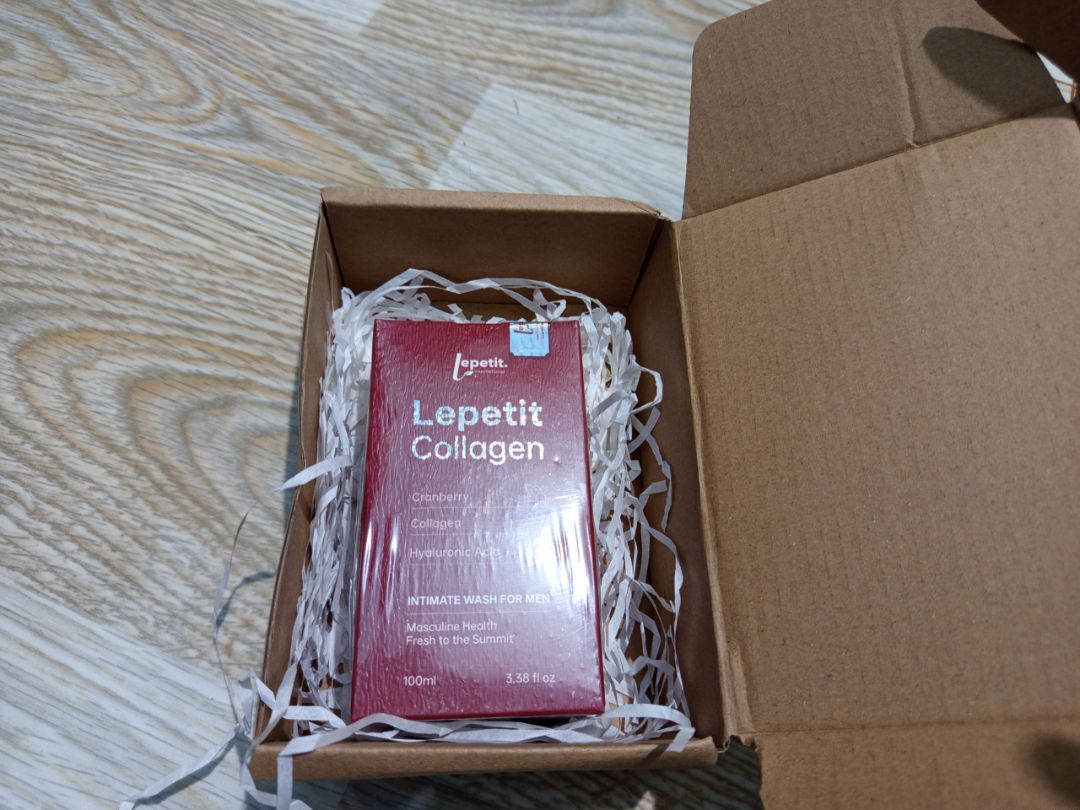 Lepetit.
Lepetit
Collagen
Cranberry
Collagen
Hyaluronic Acid
INTIMATE WASH FOR MEN
Masculine Health
Fresh to the Summit
100ml 3,38 fl oz